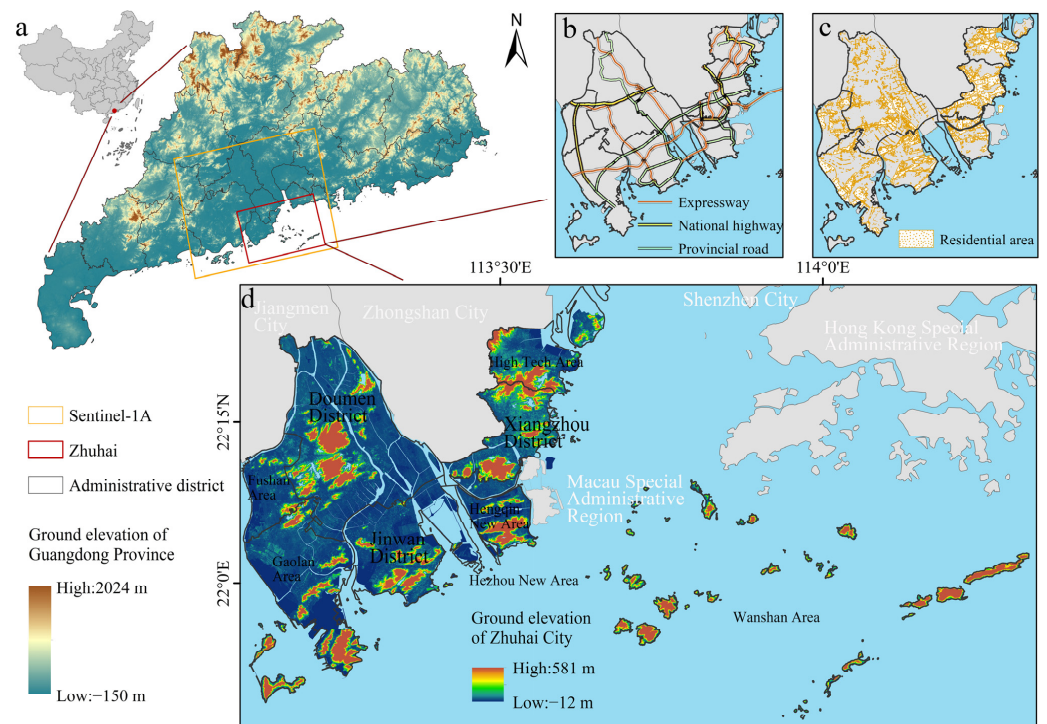 a
N
b
Expressway
National highway
Provincial road
c
Residential area
Sentinel-1A
Zhuhai
Administrative district
Ground elevation of
Guangdong Province
High:2024 m
Low:−150 m
113°30'E
114°0'E
22°15'N
22°0'E
d
Jiangmen
City
Zhongshan City
Shenzhen City
Hong Kong Special
Administrative Region
High Tech Area
Doumen
District
Xiangzhou
District
Fushan
Area
Macau Special
Administrative
Region
Hengqin
New Area
Jinwan
District
Gaolan
Area
Hezhou New Area
Wanshan Area
Ground elevation
of Zhuhai City
High:581 m
Low:−12 m